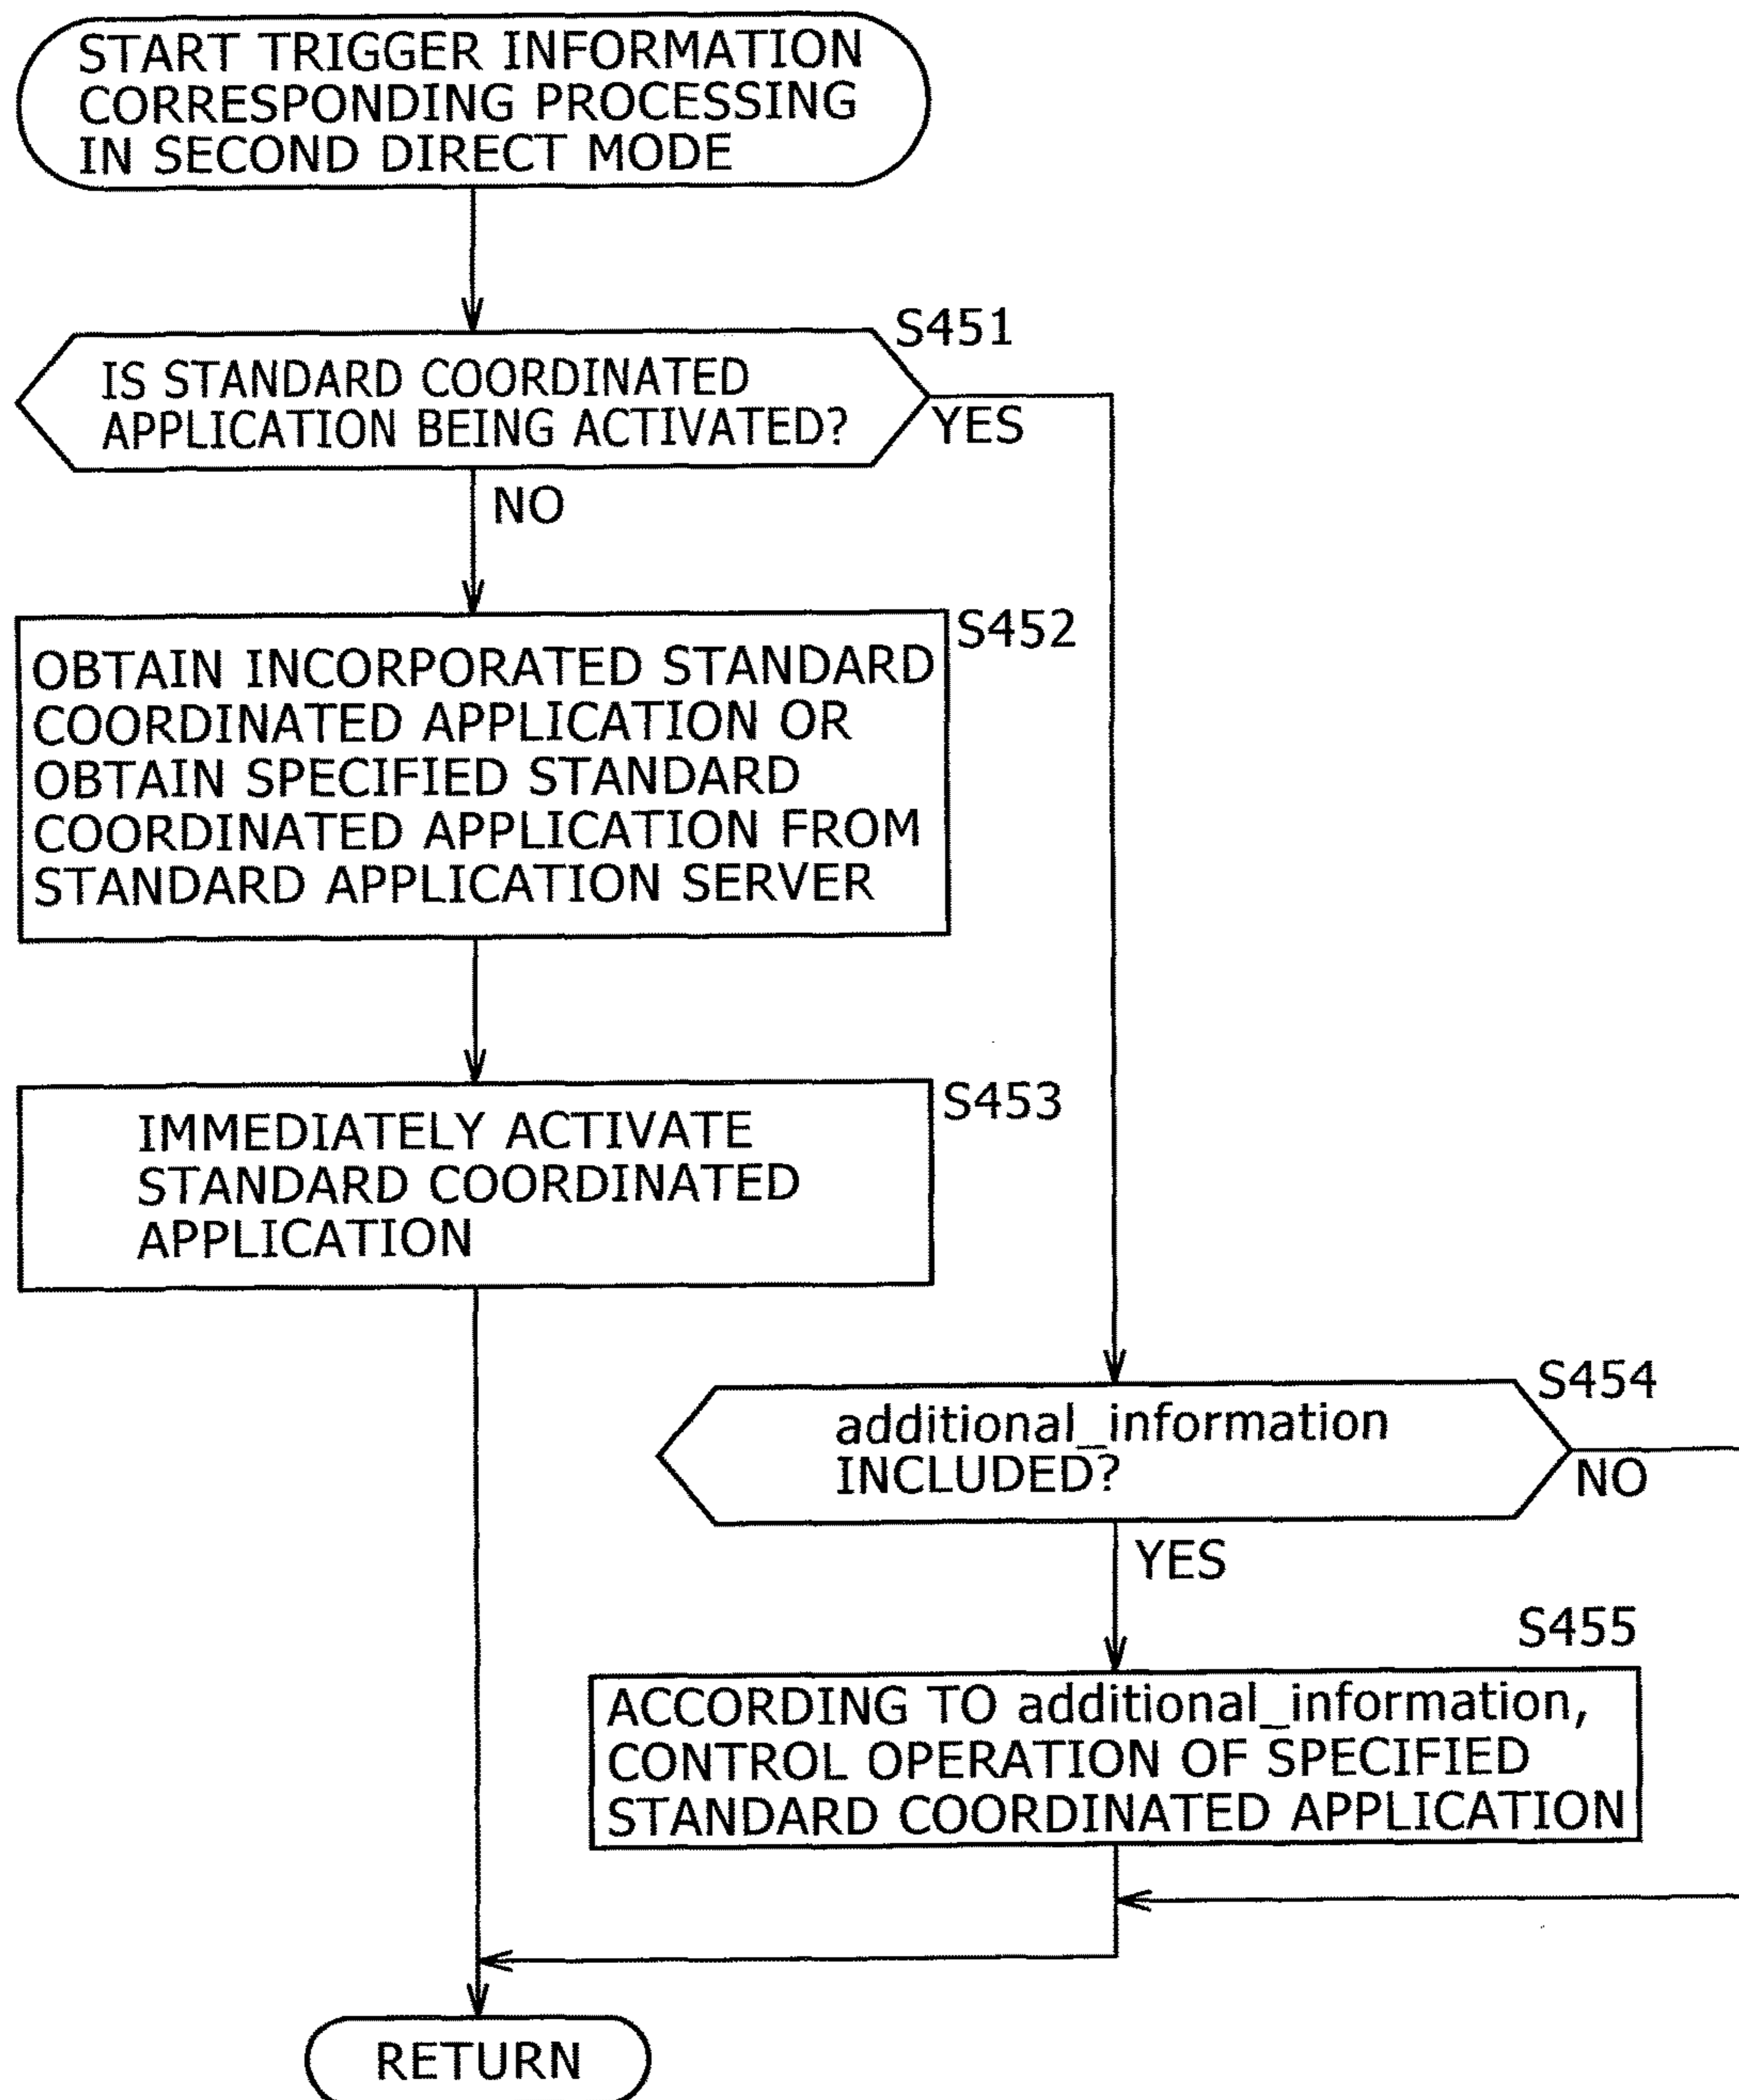 START TRIGGER INFORMATION
CORRESPONDING PROCESSING
IN SECOND DIRECT MODE
S451
IS STANDARD COORDINATED
APPLICATION BEING ACTIVATED?
YES
NO
S452
OBTAIN INCORPORATED STANDARD
COORDINATED APPLICATION OR
OBTAIN SPECIFIED STANDARD
COORDINATED APPLICATION FROM
STANDARD APPLICATION SERVER
S453
IMMEDIATELY ACTIVATE
STANDARD COORDINATED
APPLICATION
S454
additional_information
INCLUDED?
NO
YES
S455
ACCORDING TO additional_information,
CONTROL OPERATION OF SPECIFIED
STANDARD COORDINATED APPLICATION
RETURN